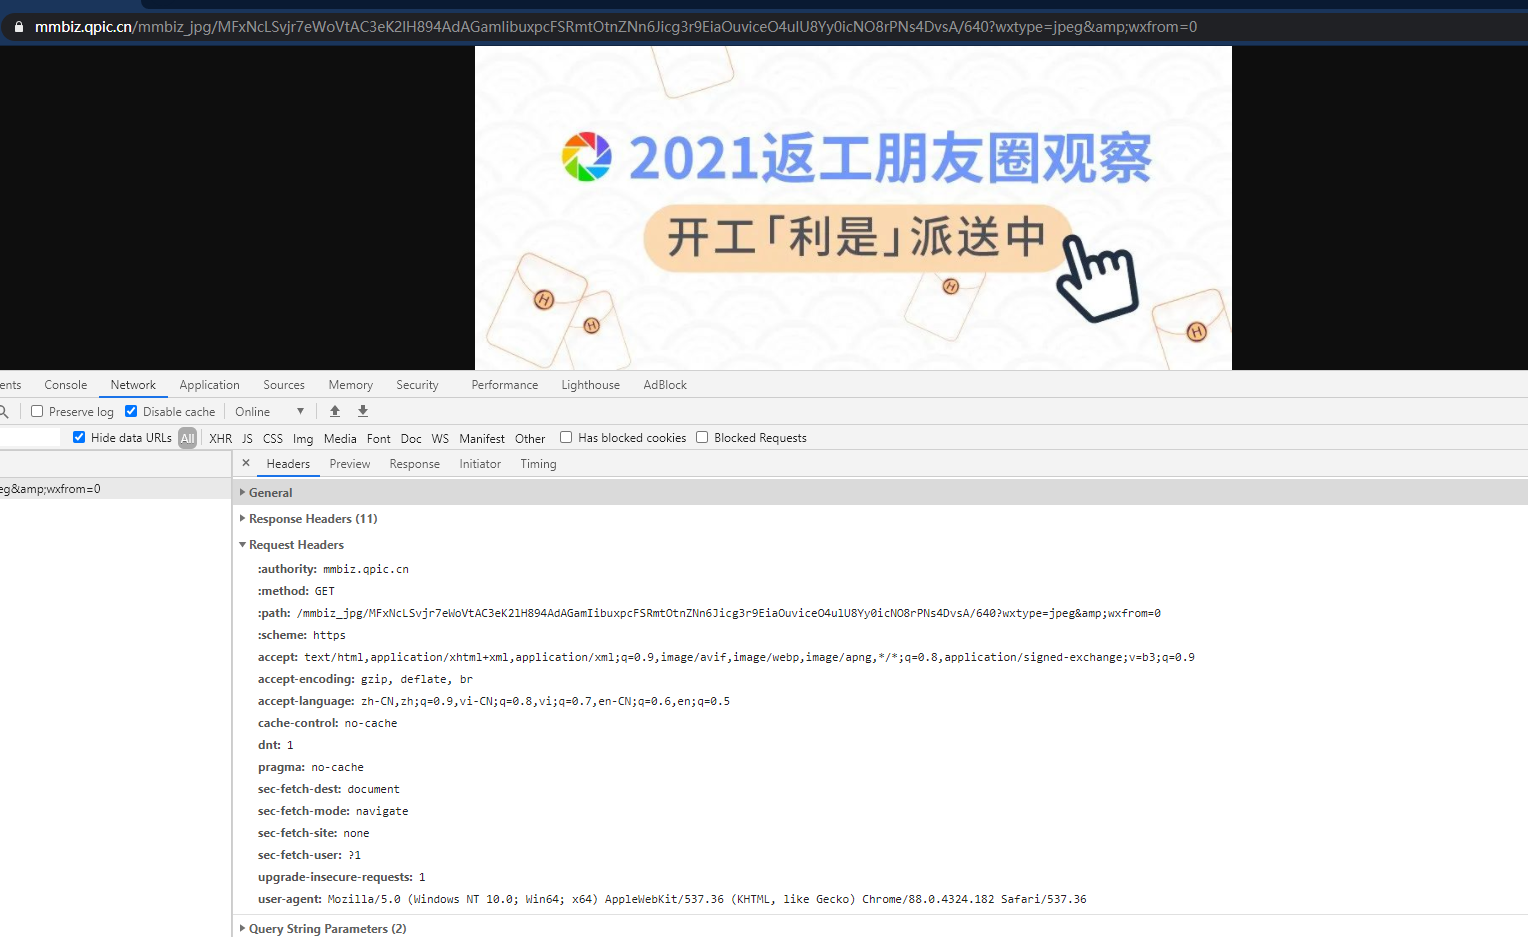 mmbiz.qpic.cn/mmbiz_jpg/MFxNcLSvjr7eWoVtAC3eK2lH894AdAGamIibuxpcFSRmtOtnZNn6Jicg3r9EiaOuviceO4ulU8Yy0icNO8rPNs4DvsA/640?wxtype=jpeg&amp;wxfrom=0
2021返工朋友圈观察
开工「利是」派送中
H
H
H
H
ents Console Network Application Sources Memory Security Performance Lighthouse AdBlock
Preserve log Disable cache Online
Hide data URLs All XHR JS CSS Img Media Font Doc WS Manifest Other Has blocked cookies Blocked Requests
× Headers Preview Response Initiator Timing
eg&amp;wxfrom=0
General
Response Headers (11)
Request Headers
:authority: mmbiz.qpic.cn
:method: GET
:path: /mmbiz_jpg/MFxNcLSvjr7eWoVtAC3eK2lH894AdAGamIibuxpcFSRmtOtnZNn6Jicg3r9EiaOuviceO4ulU8Yy0icNO8rPNs4DvsA/640?wxtype=jpeg&amp;wxfrom=0
:scheme: https
accept: text/html,application/xhtml+xml,application/xml;q=0.9,image/avif,image/webp,image/apng,*/*;q=0.8,application/signed-exchange;v=b3;q=0.9
accept-encoding: gzip, deflate, br
accept-language: zh-CN,zh;q=0.9,vi-CN;q=0.8,vi;q=0.7,en-CN;q=0.6,en;q=0.5
cache-control: no-cache
dnt: 1
pragma: no-cache
sec-fetch-dest: document
sec-fetch-mode: navigate
sec-fetch-site: none
sec-fetch-user: ?1
upgrade-insecure-requests: 1
user-agent: Mozilla/5.0 (Windows NT 10.0; Win64; x64) AppleWebKit/537.36 (KHTML, like Gecko) Chrome/88.0.4324.182 Safari/537.36
Query String Parameters (2)